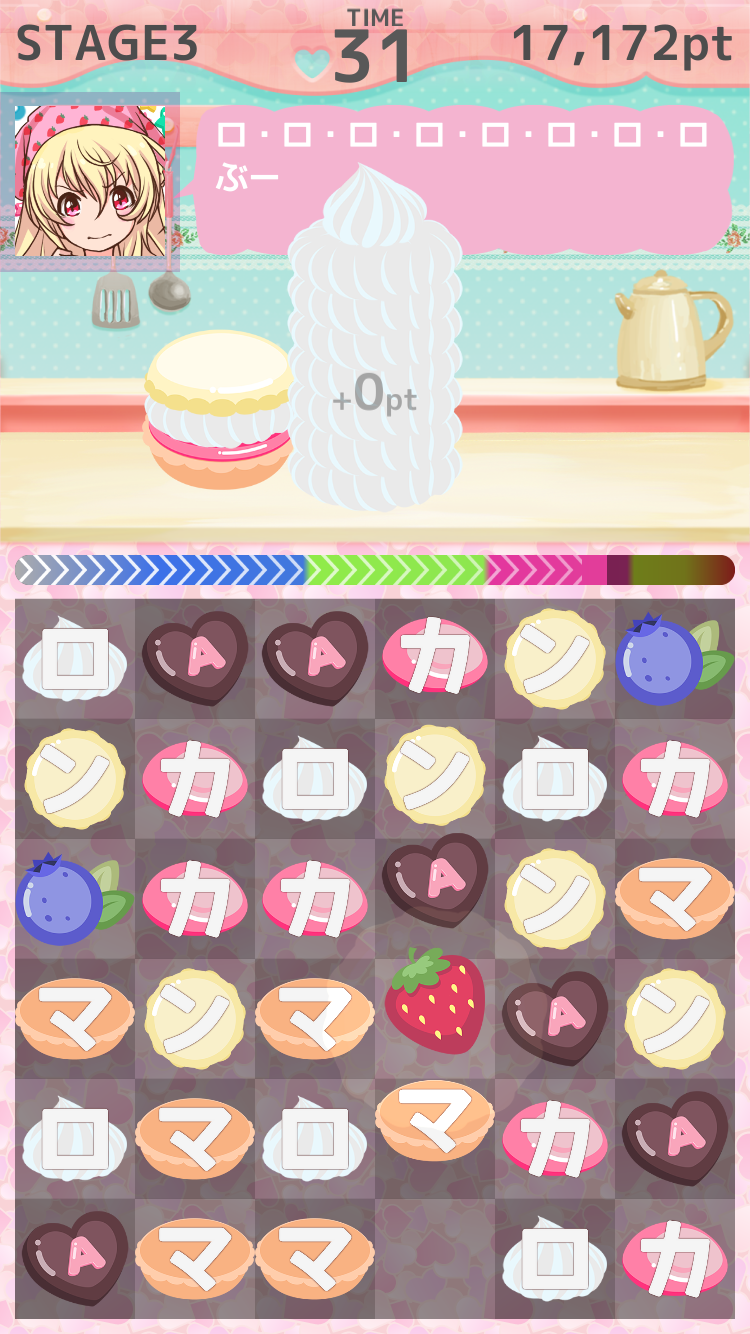 STAGE3
TIME
31
17,172pt
ロ・ロ・ロ・ロ・ロ・ロ・ロ・ロ
ぶー
+0pt
ロ A A カ ン
ン カ ロ ン ロ カ
カ カ A ン マ
マ ン マ A ン
ロ マ ロ マ カ A
A マ マ ロ カ